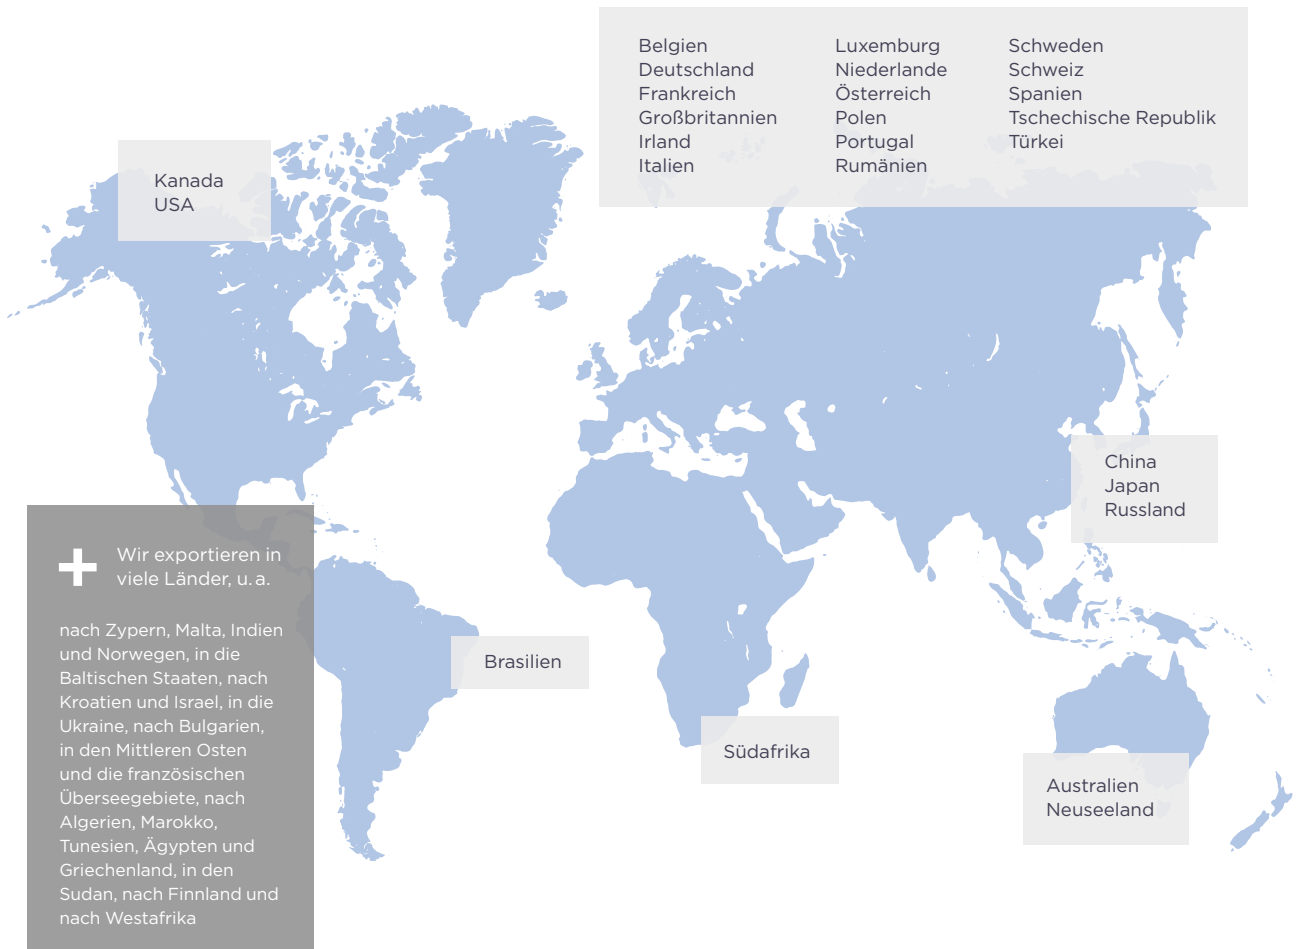 Belgien
Deutschland
Frankreich
Großbritannien
Irland
Italien
Luxemburg
Niederlande
Österreich
Polen
Portugal
Rumänien
Schweden
Schweiz
Spanien
Tschechische Republik
Türkei
Kanada
USA
China
Japan
Russland
Wir exportieren in
viele Länder, u. a.
nach Zypern, Malta, Indien
und Norwegen, in die
Baltischen Staaten, nach
Kroatien und Israel, in die
Ukraine, nach Bulgarien,
in den Mittleren Osten
und die französischen
Überseegebiete, nach
Algerien, Marokko,
Tunesien, Ägypten und
Griechenland, in den
Sudan, nach Finnland und
nach Westafrika
Brasilien
Südafrika
Australien
Neuseeland